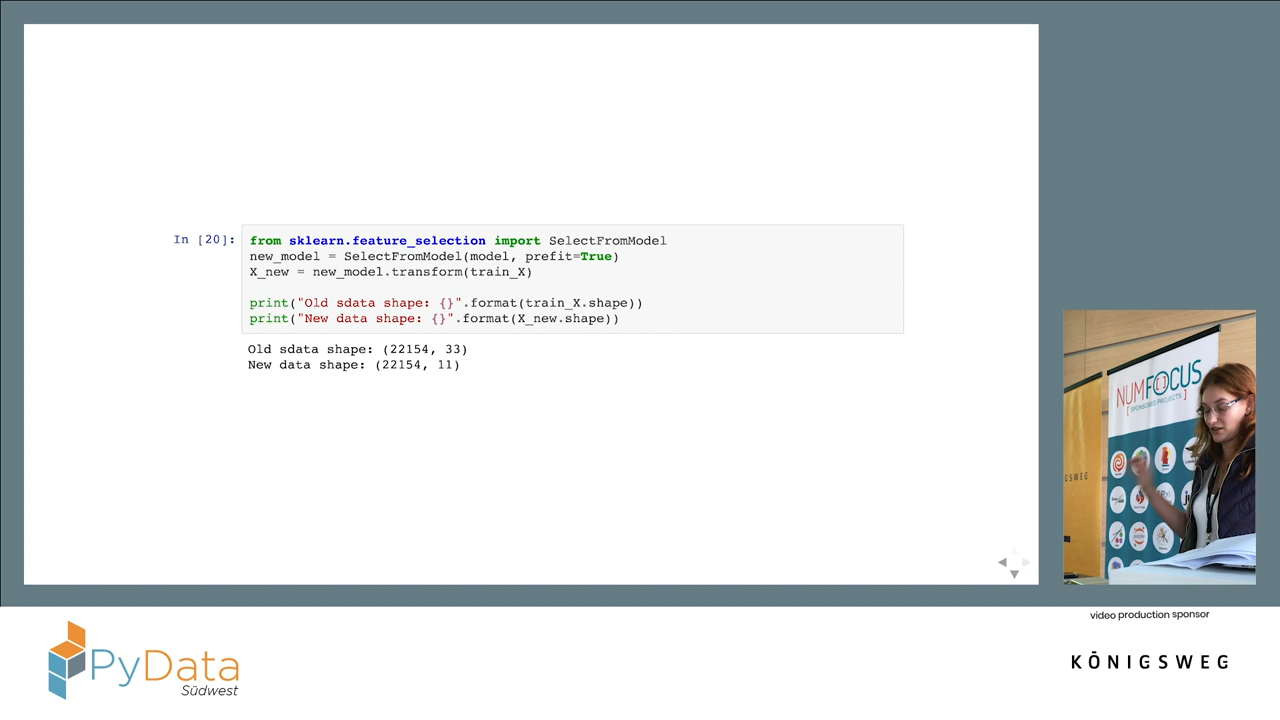 In [20]:
from sklearn.feature_selection import SelectFromModel
new_model = SelectFromModel(model, prefit=True)
X_new = new_model.transform(train_X)
print("Old sdata shape: {}".format(train_X.shape))
print("New data shape: {}".format(X_new.shape))
Old sdata shape: (22154, 33)
New data shape: (22154, 11)
NUMFOCUS
[ SPONSORED PROJECTS ]
video production sponsor
KÖNIGSWEG
PyData
Südwest